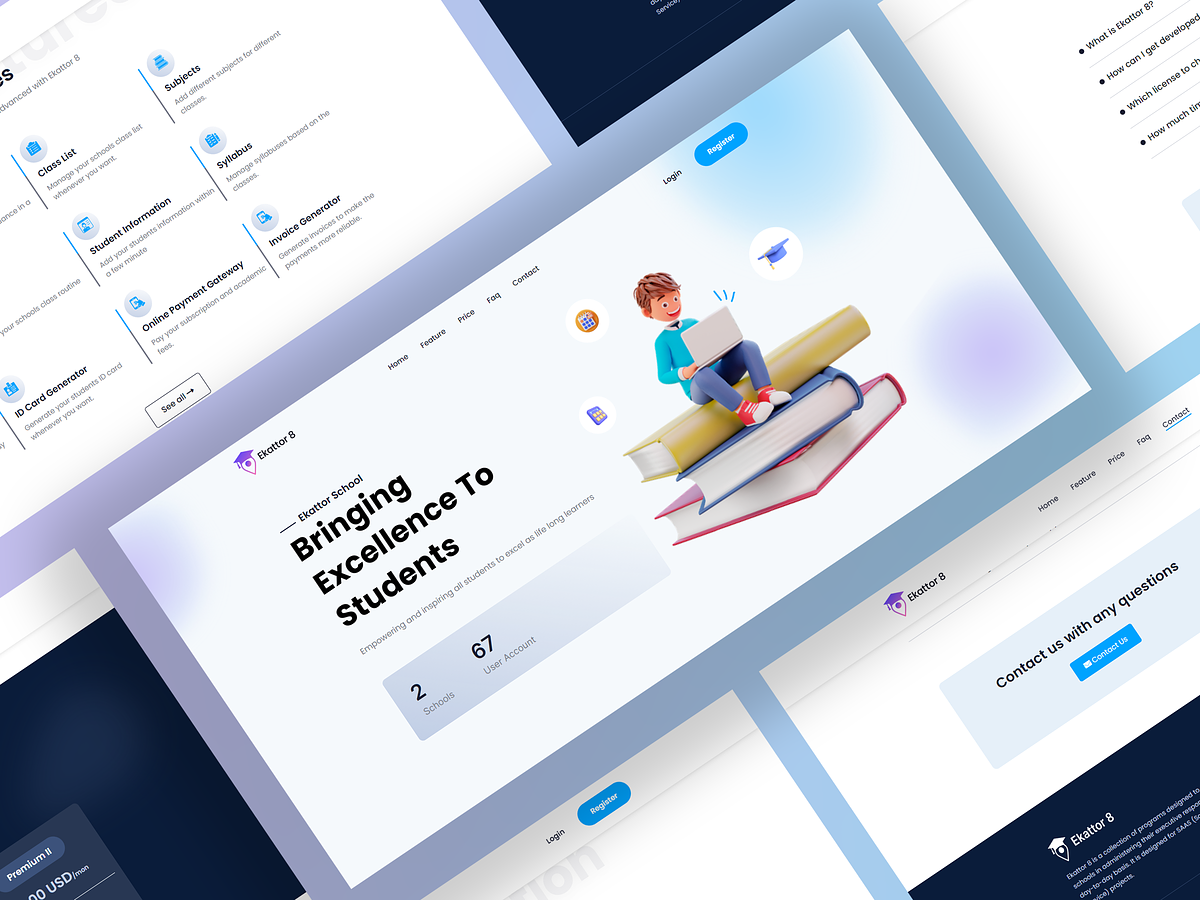 es
advanced with Ekattor 8
Subjects
Add different subjects for different
classes.
Class List
Manage your schools class list
whenever you want.
Syllabus
Manage syllabuses based on the
classes.
Student Information
Add your students information within
a few minute
Invoice Generator
Generate invoices to make the
payments more reliable.
your schools class routine
Online Payment Gateway
Pay your subscription and academic
fees.
ID Card Generator
Generate your students ID card
whenever you want.
See all →
What is Ekattor 8?
How can I get developed
Which license to ch
How much tim
Ekattor 8
Home
Feature
Price
Faq
Contact
Login
Register
Ekattor School
Bringing
Excellence To
Students
Empowering and inspiring all students to excel as life long learners
2
Schools
67
User Account
Ekattor 8
Home
Feature
Price
Faq
Contact
Contact us with any questions
Contact Us
Ekattor 8
Ekattor 8 is a collection of programs designed to
schools in administering their executive respon
day-to-day basis. It is designed for SAAS (So
vice) projects.
Login
Register
tion
Premium II
00 USD/mon